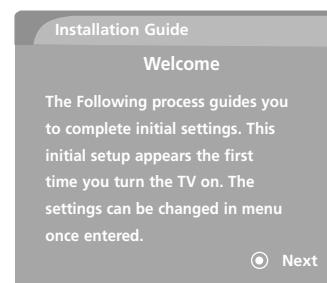 Installation Guide
Welcome
The Following process guides you
to complete initial settings. This
initial setup appears the first
time you turn the TV on. The
settings can be changed in menu
once entered.
Next